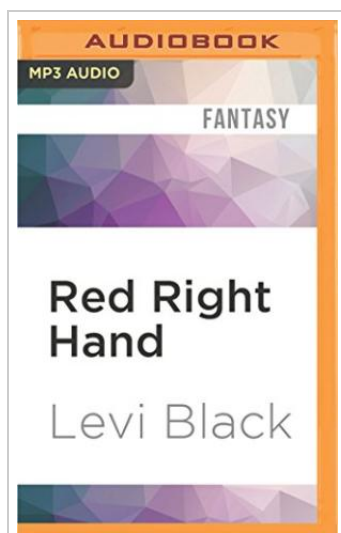 AUDIOBOOK
MP3 AUDIO
FANTASY
Red Right
Hand
Levi Black